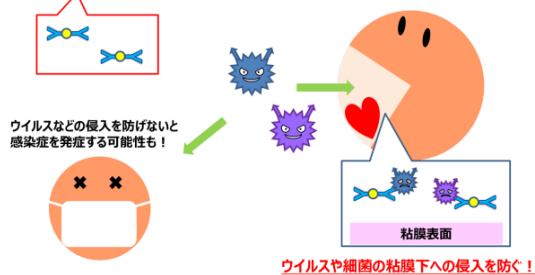 ウイルスなどの侵入を防げないと
感染症を発症する可能性も！
粘膜表面
ウイルスや細菌の粘膜下への侵入を防ぐ！